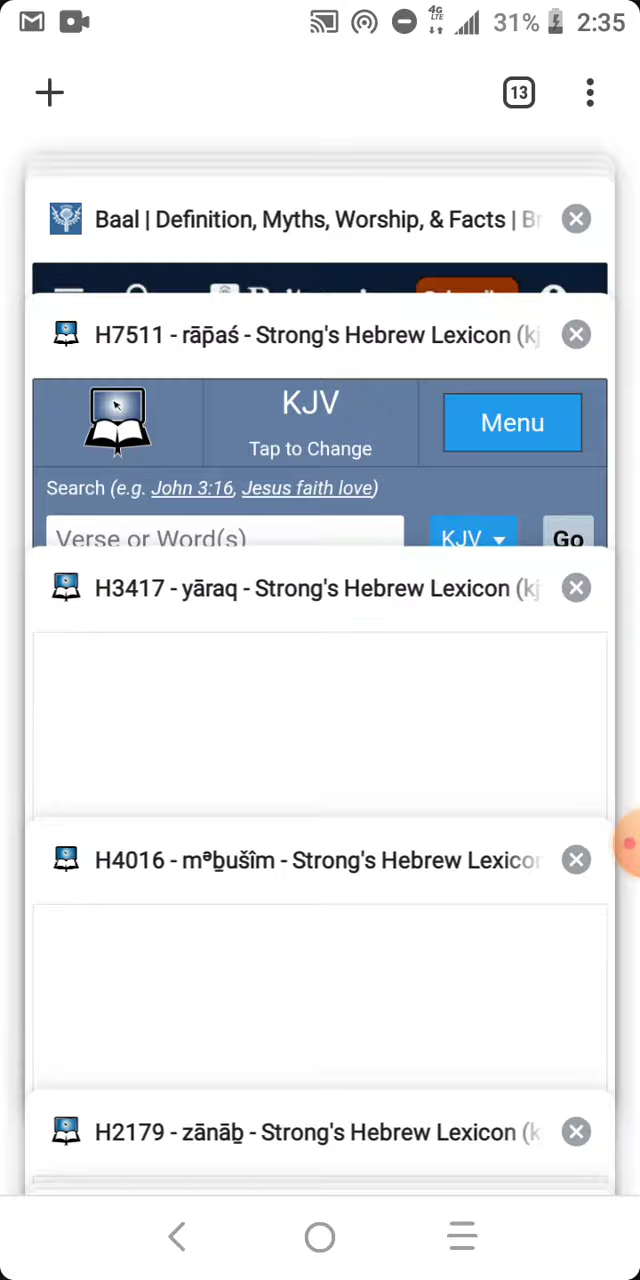 4G
LTE
31%
2:35
13
Baal | Definition, Myths, Worship, & Facts | Br
H7511 - rāp̄aś - Strong's Hebrew Lexicon (kj
KJV
Tap to Change
Menu
Search (e.g. John 3:16, Jesus faith love)
Verse or Word(s)
KJV
Go
H3417 - yāraq - Strong's Hebrew Lexicon (kj
H4016 - mᵊḇušîm - Strong's Hebrew Lexicon
H2179 - zānāḇ - Strong's Hebrew Lexicon (k